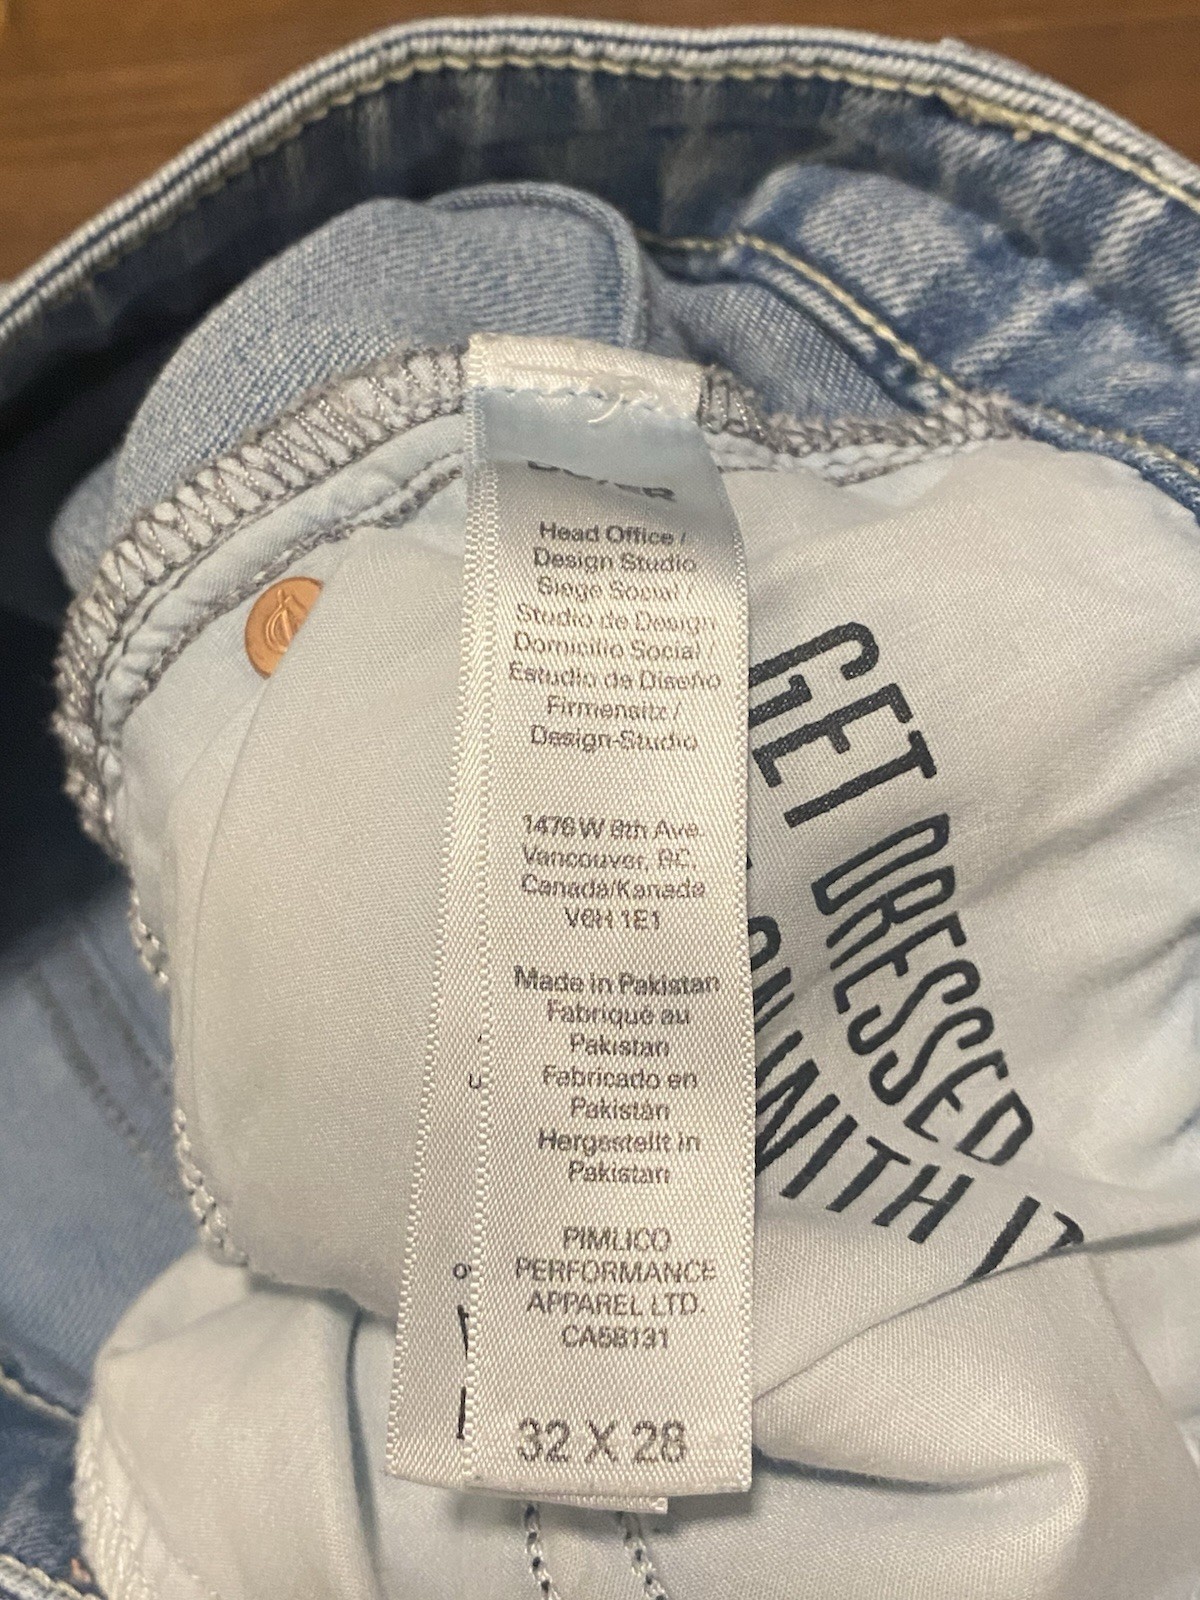 Head Office /
Design Studio
Siege Social /
Studio de Design
Domicilio Social /
Estudio de Diseño
Firmensitz /
Design-Studio
1476 W 8th Ave.
Vancouver, BC,
Canada/Kanada
V6H 1E1
Made in Pakistan
Fabriqué au
Pakistan
Fabricado en
Pakistán
Hergestellt in
Pakistan
PIMLICO
PERFORMANCE
APPAREL LTD.
CA58131
32 X 28
GET DRESSED
WITH IT